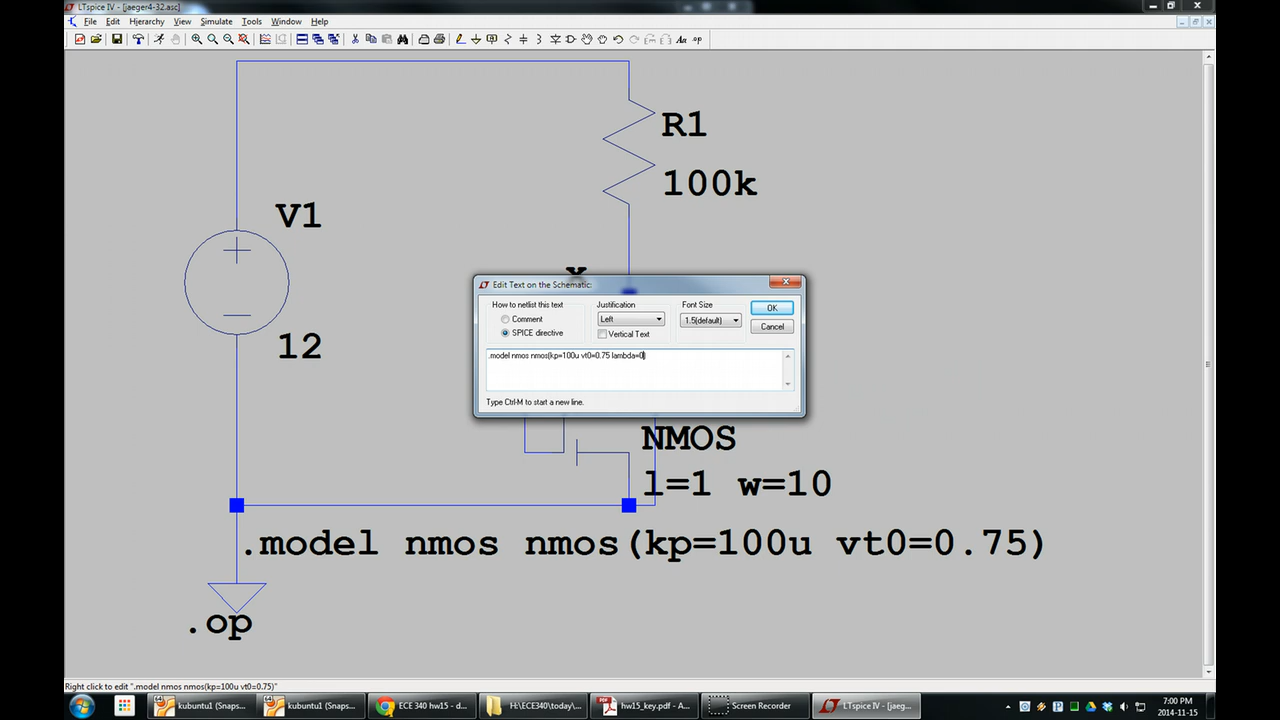 LTspice IV - [jaeger4-32.asc]
File Edit Hierarchy View Simulate Tools Window Help
Aa .op
R1
100k
V1
12
x
Edit Text on the Schematic:
How to netlist this text
Justification
Font Size
OK
Comment
Left
1.5(default)
SPICE directive
Vertical Text
Cancel
.model nmos nmos(kp=100u vt0=0.75 lambda=0)
Type Ctrl-M to start a new line.
NMOS
l=1 w=10
.model nmos nmos(kp=100u vt0=0.75)
.op
Right click to edit ".model nmos nmos(kp=100u vt0=0.75)"
kubuntu1 (Snaps...
kubuntu1 (Snaps...
ECE 340 hw15 - d...
H:\ECE340\today\...
hw15_key.pdf - A...
Screen Recorder
LTspice IV - [jaeg...
7:00 PM
2014-11-15